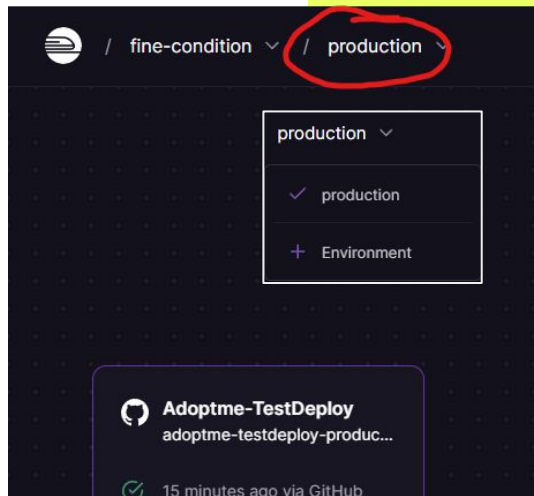 / fine-condition / production
production
production
+ Environment
Adoptme-TestDeploy
adoptme-testdeploy-produc...
15 minutes ago via GitHub